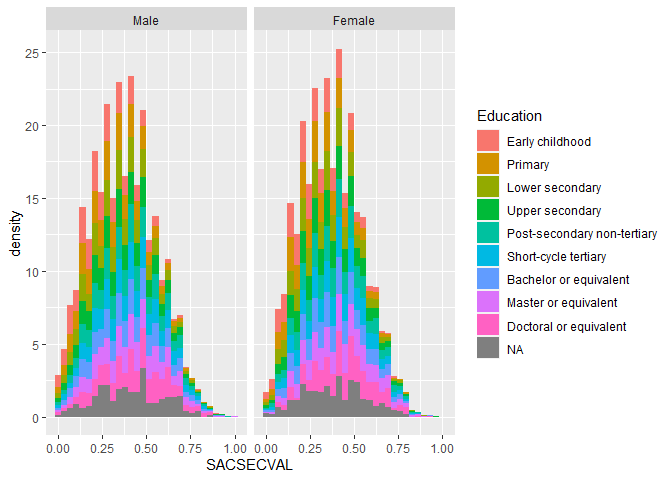 Male Female
25
20
15
10
5
0
density
0.00 0.25 0.50 0.75 1.00 0.00 0.25 0.50 0.75 1.00
SACSECVAL
Education
Early childhood
Primary
Lower secondary
Upper secondary
Post-secondary non-tertiary
Short-cycle tertiary
Bachelor or equivalent
Master or equivalent
Doctoral or equivalent
NA